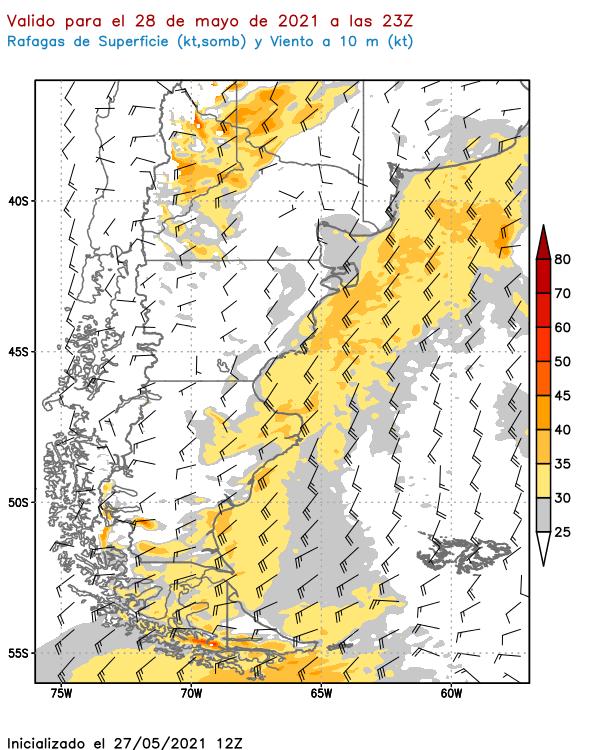 Valido para el 28 de mayo de 2021 a las 23Z
Rafagas de Superficie (kt,somb) y Viento a 10 m (kt)
40S
45S
50S
55S
75W
70W
65W
60W
80
70
60
50
45
40
35
30
25
Inicializado el 27/05/2021 12Z